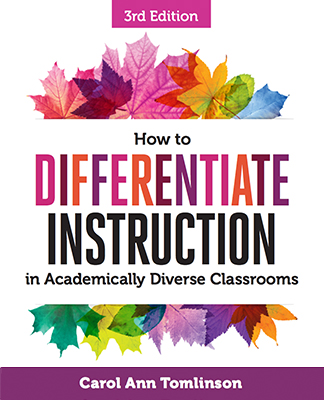 3rd Edition
How to
DIFFERENTIATE
INSTRUCTION
in Academically Diverse Classrooms
Carol Ann Tomlinson